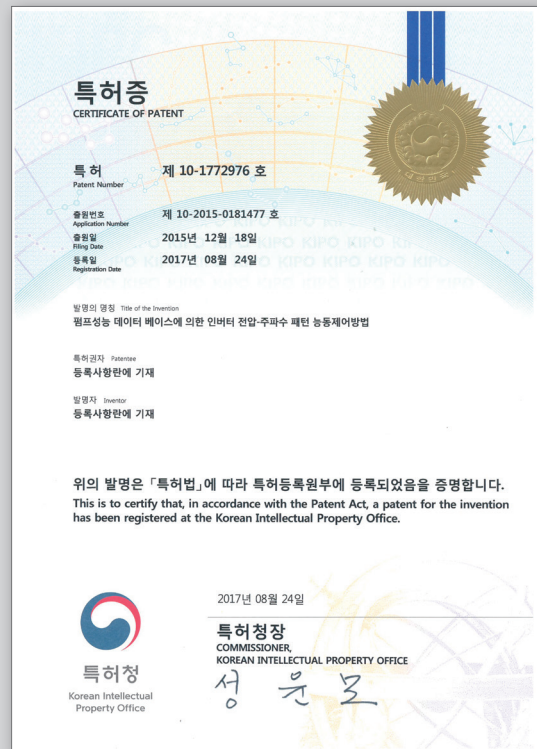 특허증
CERTIFICATE OF PATENT
특 허 제 10-1772976 호
Patent Number
출원번호 제 10-2015-0181477 호
Application Number
출원일 2015년 12월 18일
Filing Date
등록일 2017년 08월 24일
Registration Date
발명의 명칭 Title of the Invention
펌프성능 데이터 베이스에 의한 인버터 전압-주파수 패턴 능동제어방법
특허권자 Patentee
등록사항란에 기재
발명자 Inventor
등록사항란에 기재
위의 발명은 「특허법」에 따라 특허등록원부에 등록되었음을 증명합니다.
This is to certify that, in accordance with the Patent Act, a patent for the invention
has been registered at the Korean Intellectual Property Office.
2017년 08월 24일
특허청장
COMMISSIONER,
KOREAN INTELLECTUAL PROPERTY OFFICE
성 윤 모
특허청
Korean Intellectual
Property Office